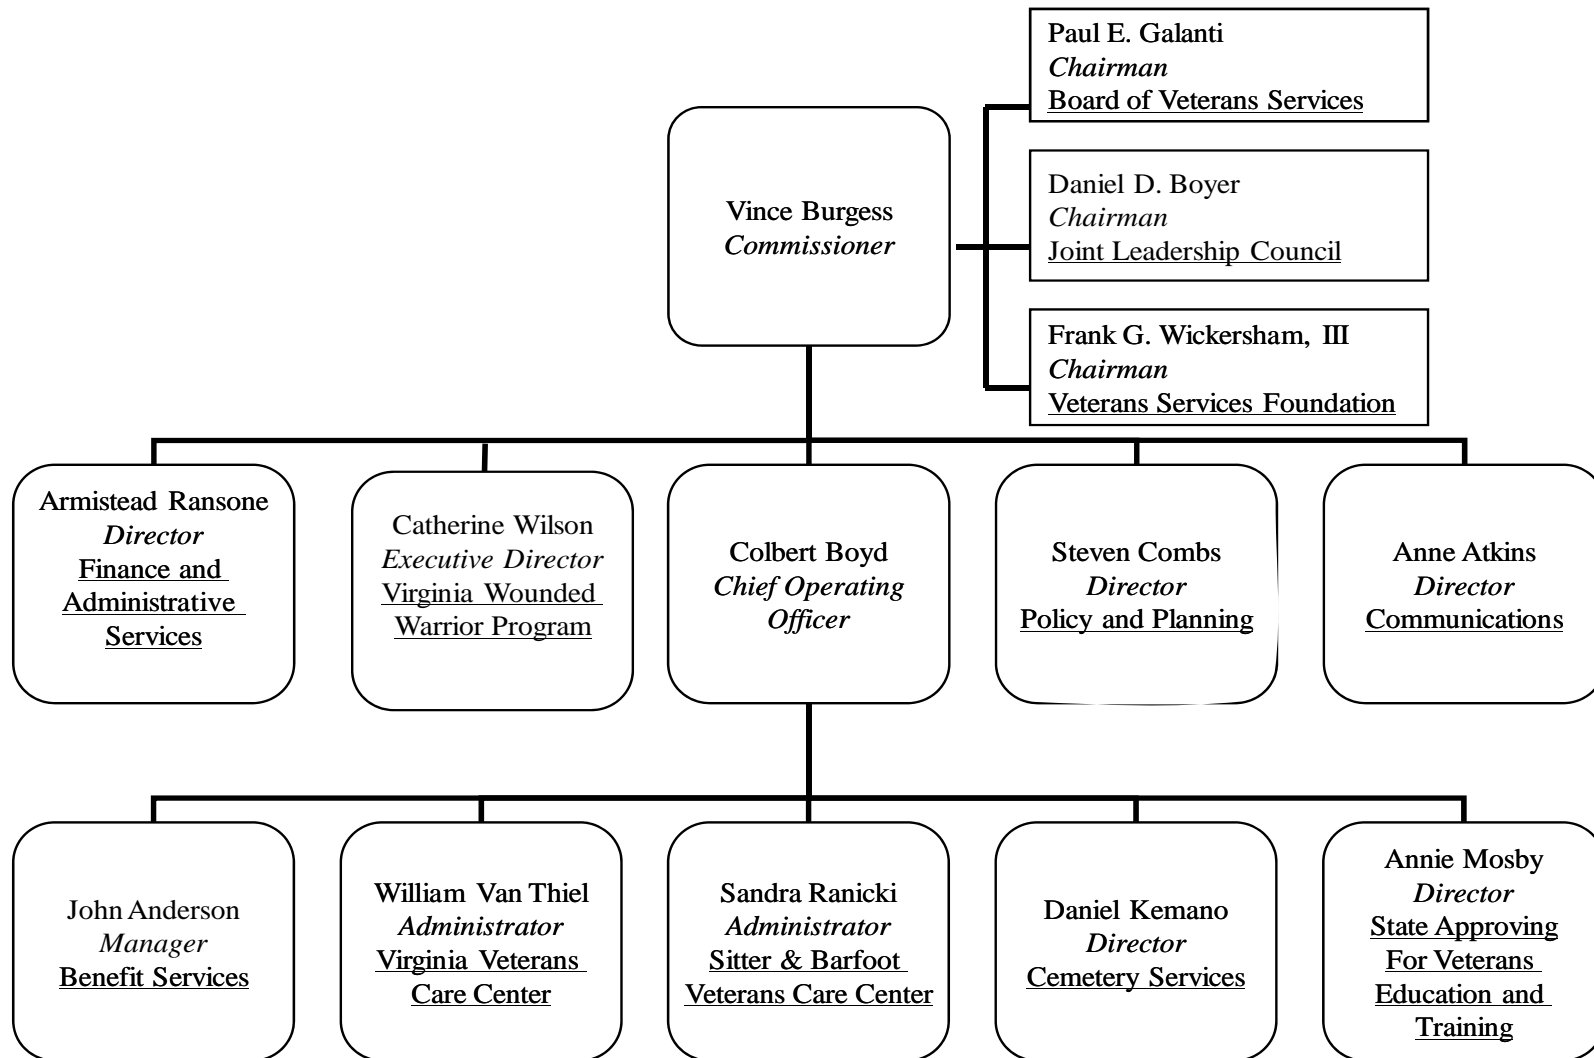 Paul E. Galanti
Chairman
Board of Veterans Services
Vince Burgess
Commissioner
Daniel D. Boyer
Chairman
Joint Leadership Council
Frank G. Wickersham, III
Chairman
Veterans Services Foundation
Armistead Ransone
Director
Finance and
Administrative
Services
Catherine Wilson
Executive Director
Virginia Wounded
Warrior Program
Colbert Boyd
Chief Operating
Officer
Steven Combs
Director
Policy and Planning
Anne Atkins
Director
Communications
John Anderson
Manager
Benefit Services
William Van Thiel
Administrator
Virginia Veterans
Care Center
Sandra Ranicki
Administrator
Sitter & Barfoot
Veterans Care Center
Daniel Kemano
Director
Cemetery Services
Annie Mosby
Director
State Approving
For Veterans
Education and
Training